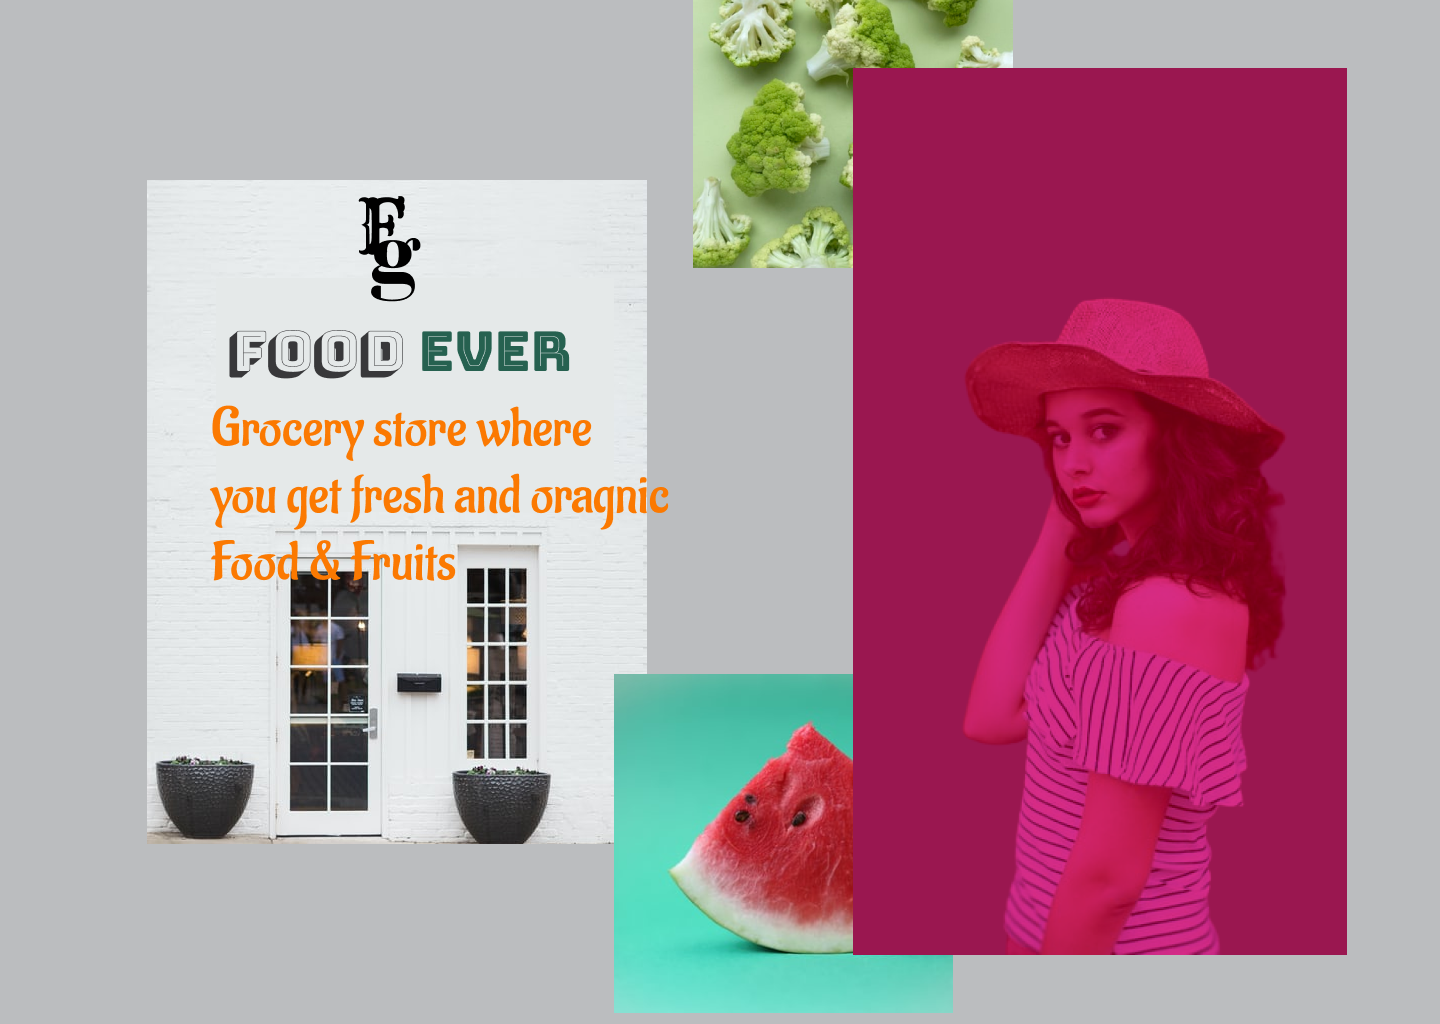 Fg
FOOD EVER
Grocery store where
you get fresh and oragnic
Food & Fruits